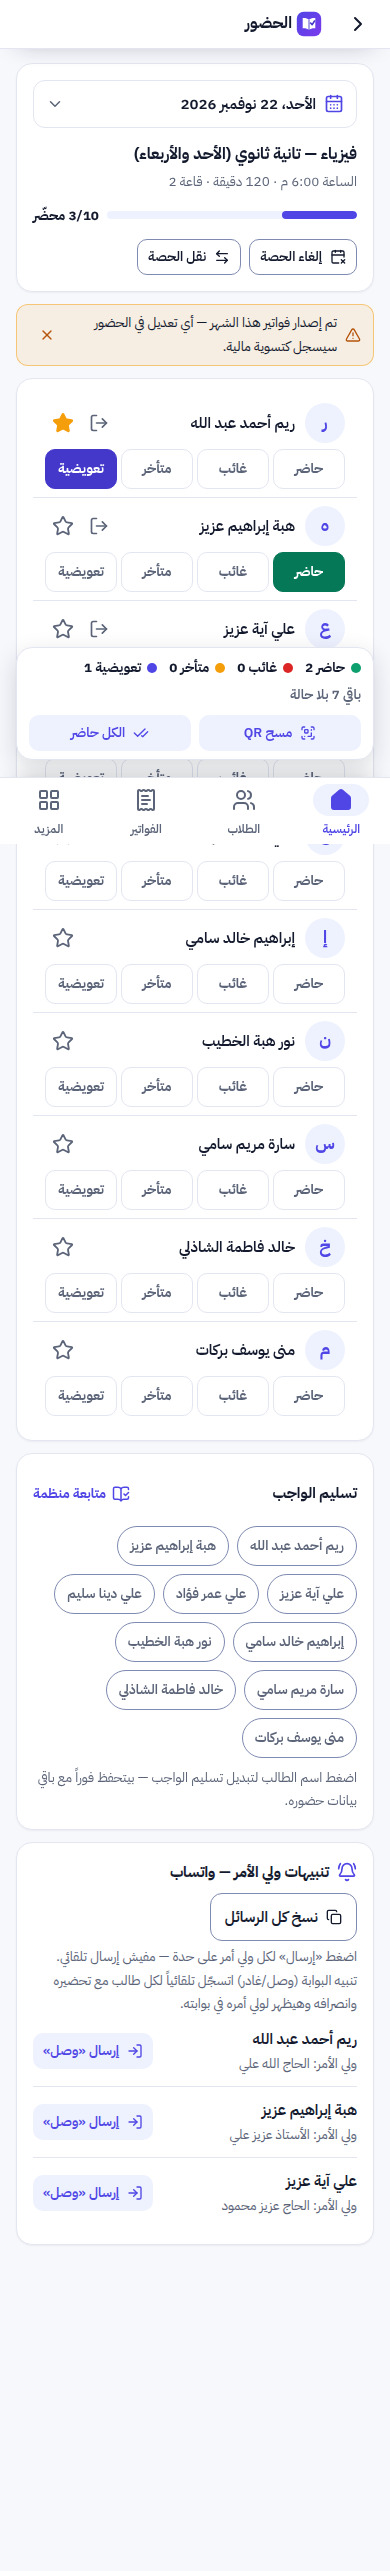 الحضور
الأحد، 22 نوفمبر 2026
فيزياء — تانية ثانوي (الأحد والأربعاء)
الساعة 6:00 م · 120 دقيقة · قاعة 2
3/10 محضّر
إلغاء الحصة
نقل الحصة
تم إصدار فواتير هذا الشهر — أي تعديل في الحضور
سيسجل كتسوية مالية.
ر
ريم أحمد عبد الله
حاضر
غائب
متأخر
تعويضية
ه
هبة إبراهيم عزيز
حاضر
غائب
متأخر
تعويضية
ع
علي آية عزيز
حاضر 2
غائب 0
متأخر 0
تعويضية 1
باقي 7 بلا حالة
مسح QR
الكل حاضر
الرئيسية
الطلاب
الفواتير
المزيد
حاضر
غائب
متأخر
تعويضية
إ
إبراهيم خالد سامي
حاضر
غائب
متأخر
تعويضية
ن
نور هبة الخطيب
حاضر
غائب
متأخر
تعويضية
س
سارة مريم سامي
حاضر
غائب
متأخر
تعويضية
خ
خالد فاطمة الشاذلي
حاضر
غائب
متأخر
تعويضية
م
منى يوسف بركات
حاضر
غائب
متأخر
تعويضية
تسليم الواجب
متابعة منظمة
ريم أحمد عبد الله
هبة إبراهيم عزيز
علي آية عزيز
علي عمر فؤاد
علي دينا سليم
إبراهيم خالد سامي
نور هبة الخطيب
سارة مريم سامي
خالد فاطمة الشاذلي
منى يوسف بركات
اضغط اسم الطالب لتبديل تسليم الواجب — بيتحفظ فوراً مع باقي
بيانات حضوره.
تنبيهات ولي الأمر — واتساب
نسخ كل الرسائل
اضغط «إرسال» لكل ولي أمر على حدة — مفيش إرسال تلقائي.
تنبيه البوابة (وصل/غادر) اتسجّل تلقائياً لكل طالب مع تحضيره
وانصرافه وهيظهر لولي أمره في بوابته.
ريم أحمد عبد الله
ولي الأمر: الحاج الله علي
إرسال «وصل»
هبة إبراهيم عزيز
ولي الأمر: الأستاذ عزيز علي
إرسال «وصل»
علي آية عزيز
ولي الأمر: الحاج عزيز محمود
إرسال «وصل»